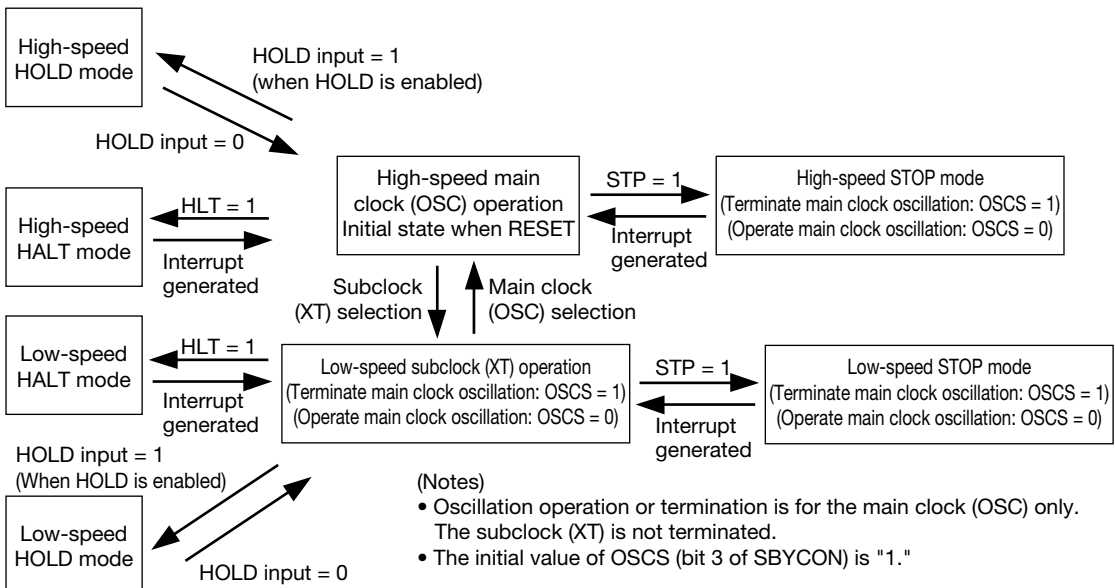 High-speed
HOLD mode
HOLD input = 1
(when HOLD is enabled)
HOLD input = 0
High-speed main
clock (OSC) operation
Initial state when RESET
STP = 1
Interrupt
generated
High-speed STOP mode
(Terminate main clock oscillation: OSCS = 1)
(Operate main clock oscillation: OSCS = 0)
High-speed
HALT mode
HLT = 1
Interrupt
generated
Subclock
(XT) selection
Main clock
(OSC) selection
Low-speed
HALT mode
HLT = 1
Interrupt
generated
Low-speed subclock (XT) operation
(Terminate main clock oscillation: OSCS = 1)
(Operate main clock oscillation: OSCS = 0)
STP = 1
Interrupt
generated
Low-speed STOP mode
(Terminate main clock oscillation: OSCS = 1)
(Operate main clock oscillation: OSCS = 0)
HOLD input = 1
(When HOLD is enabled)
Low-speed
HOLD mode
HOLD input = 0
(Notes)
• Oscillation operation or termination is for the main clock (OSC) only.
The subclock (XT) is not terminated.
• The initial value of OSCS (bit 3 of SBYCON) is "1."